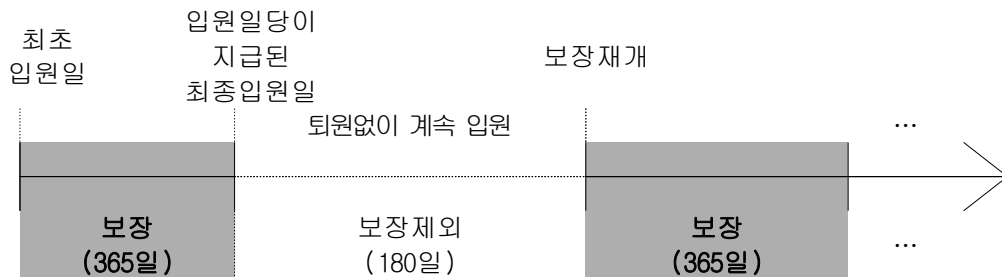 최초
입원일
입원일당이
지급된
최종입원일
보장재개
퇴원없이 계속 입원
...
보장
(365일)
보장제외
(180일)
보장
(365일)
...